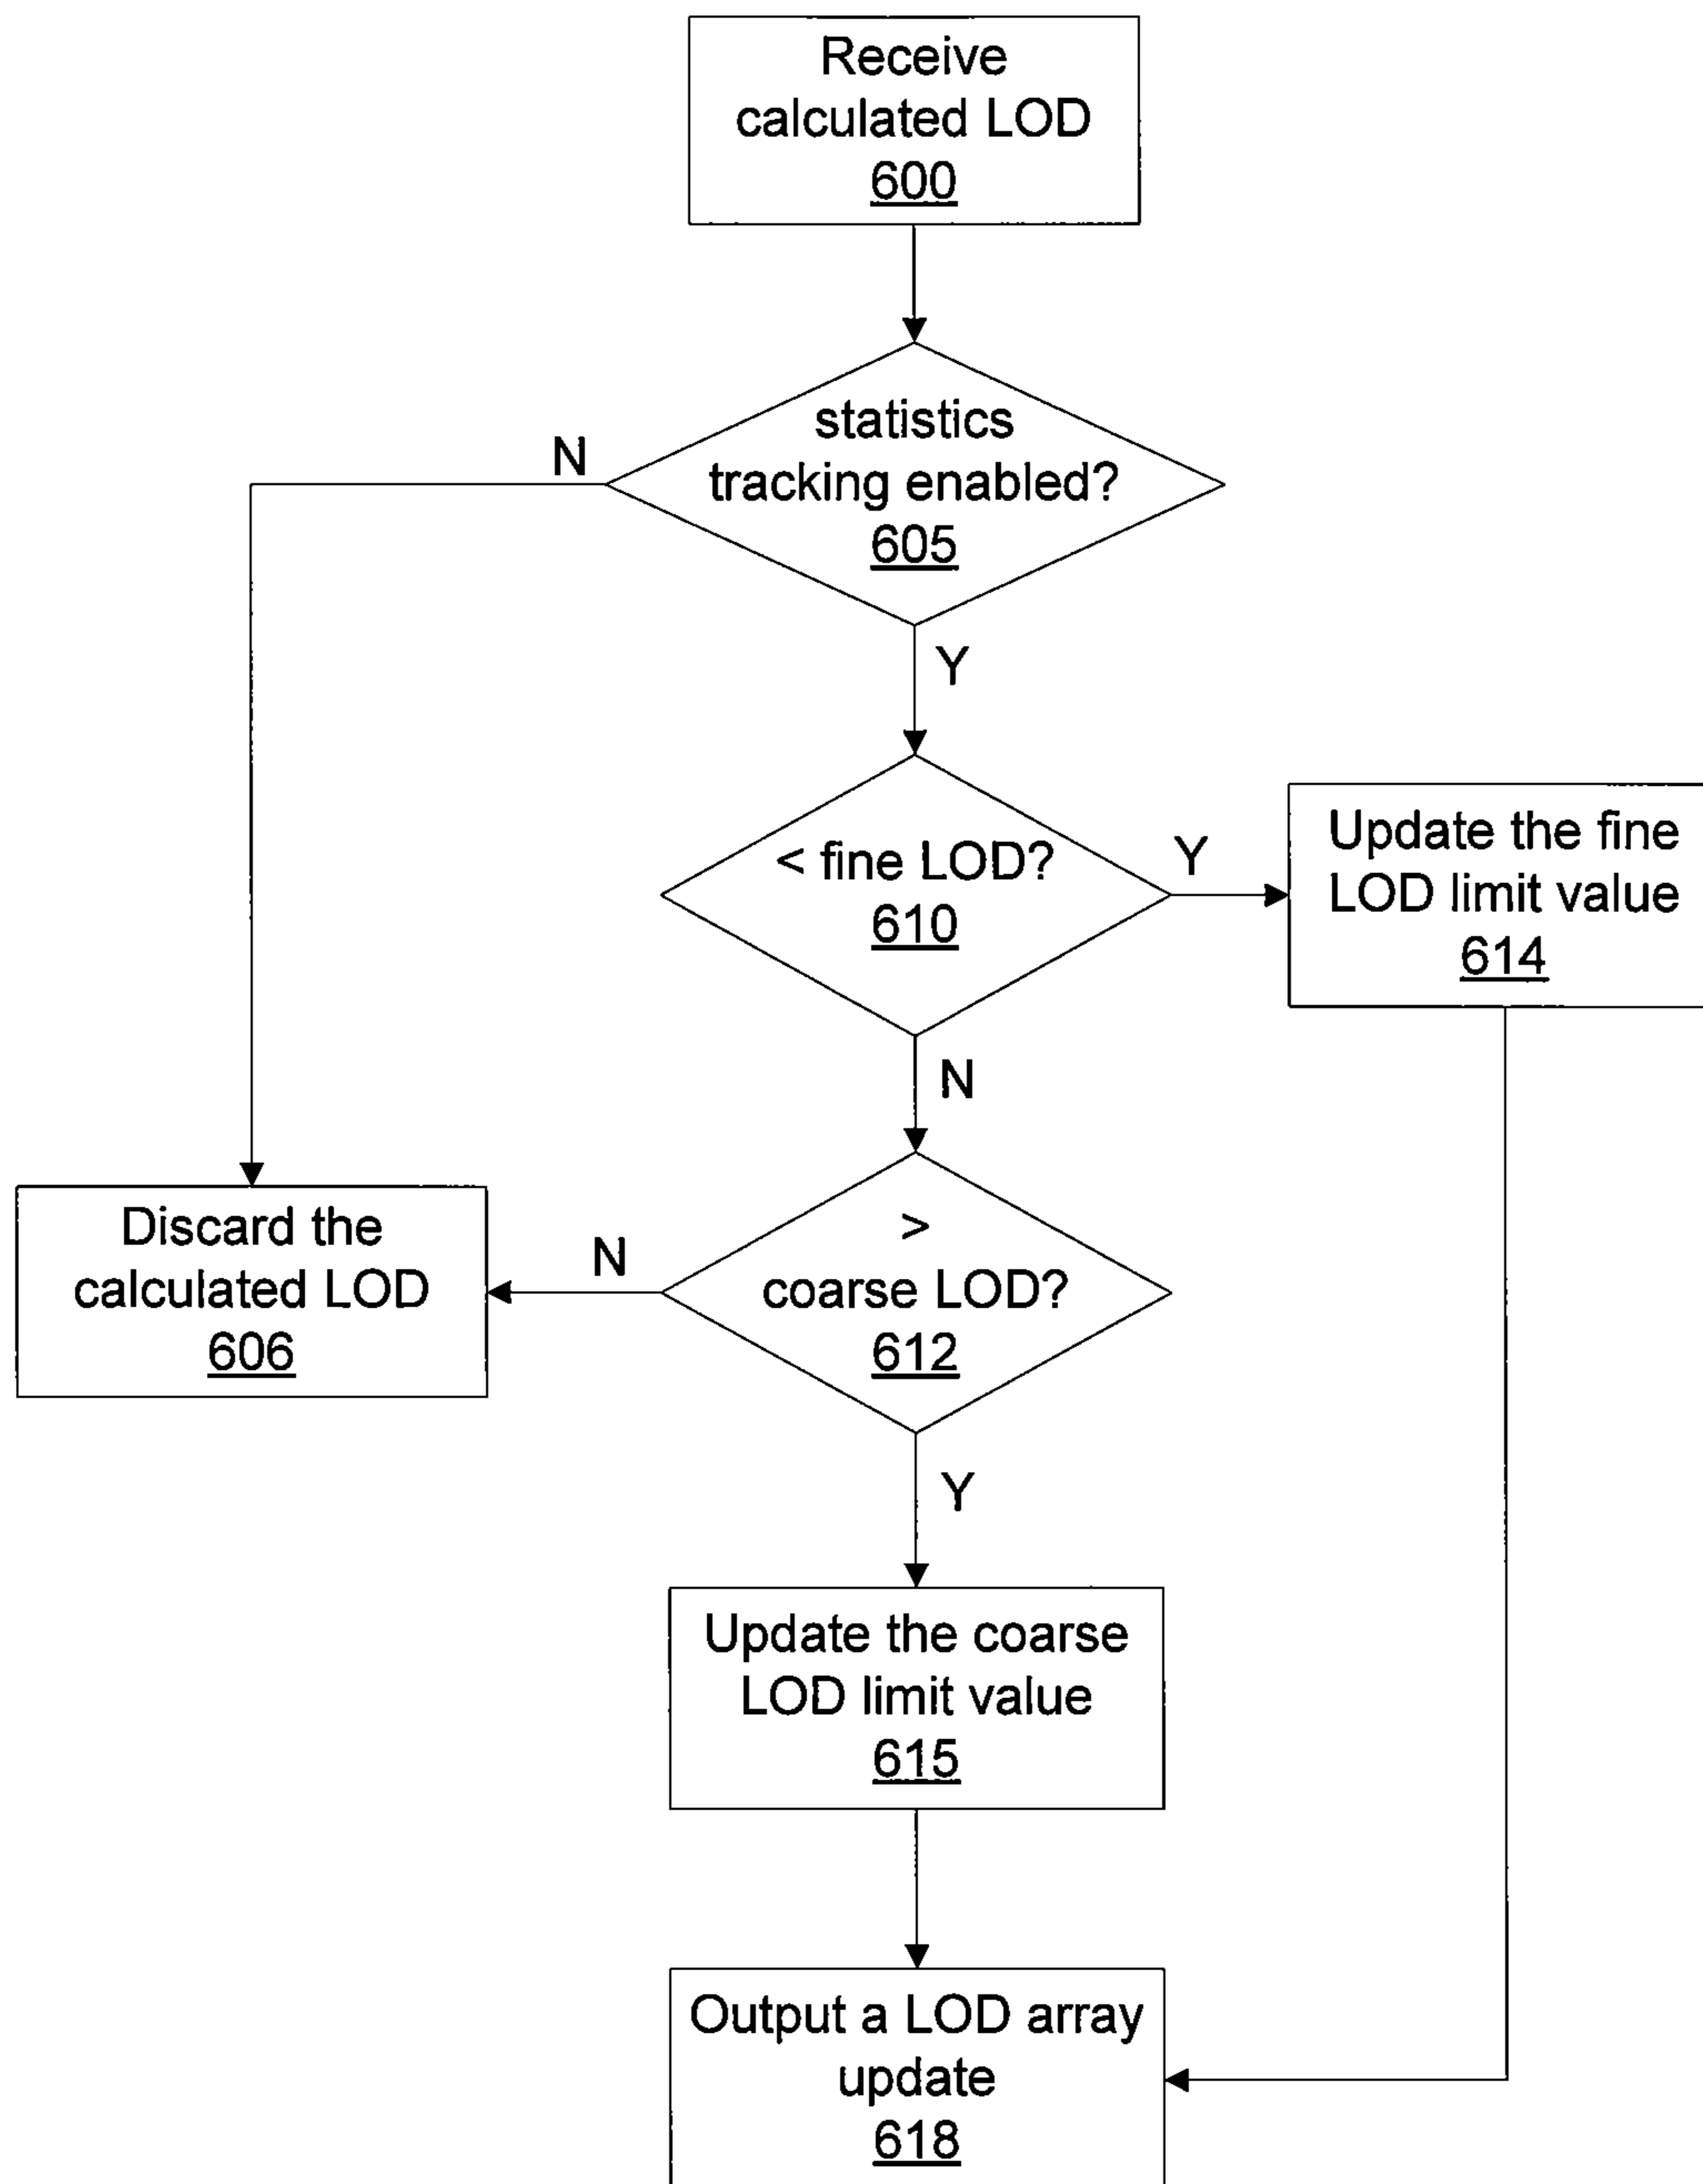 Receive
calculated LOD
600
statistics
tracking enabled?
605
N
Y
< fine LOD?
610
Y
Update the fine
LOD limit value
614
N
>
coarse LOD?
612
N
Discard the
calculated LOD
606
Y
Update the coarse
LOD limit value
615
Output a LOD array
update
618